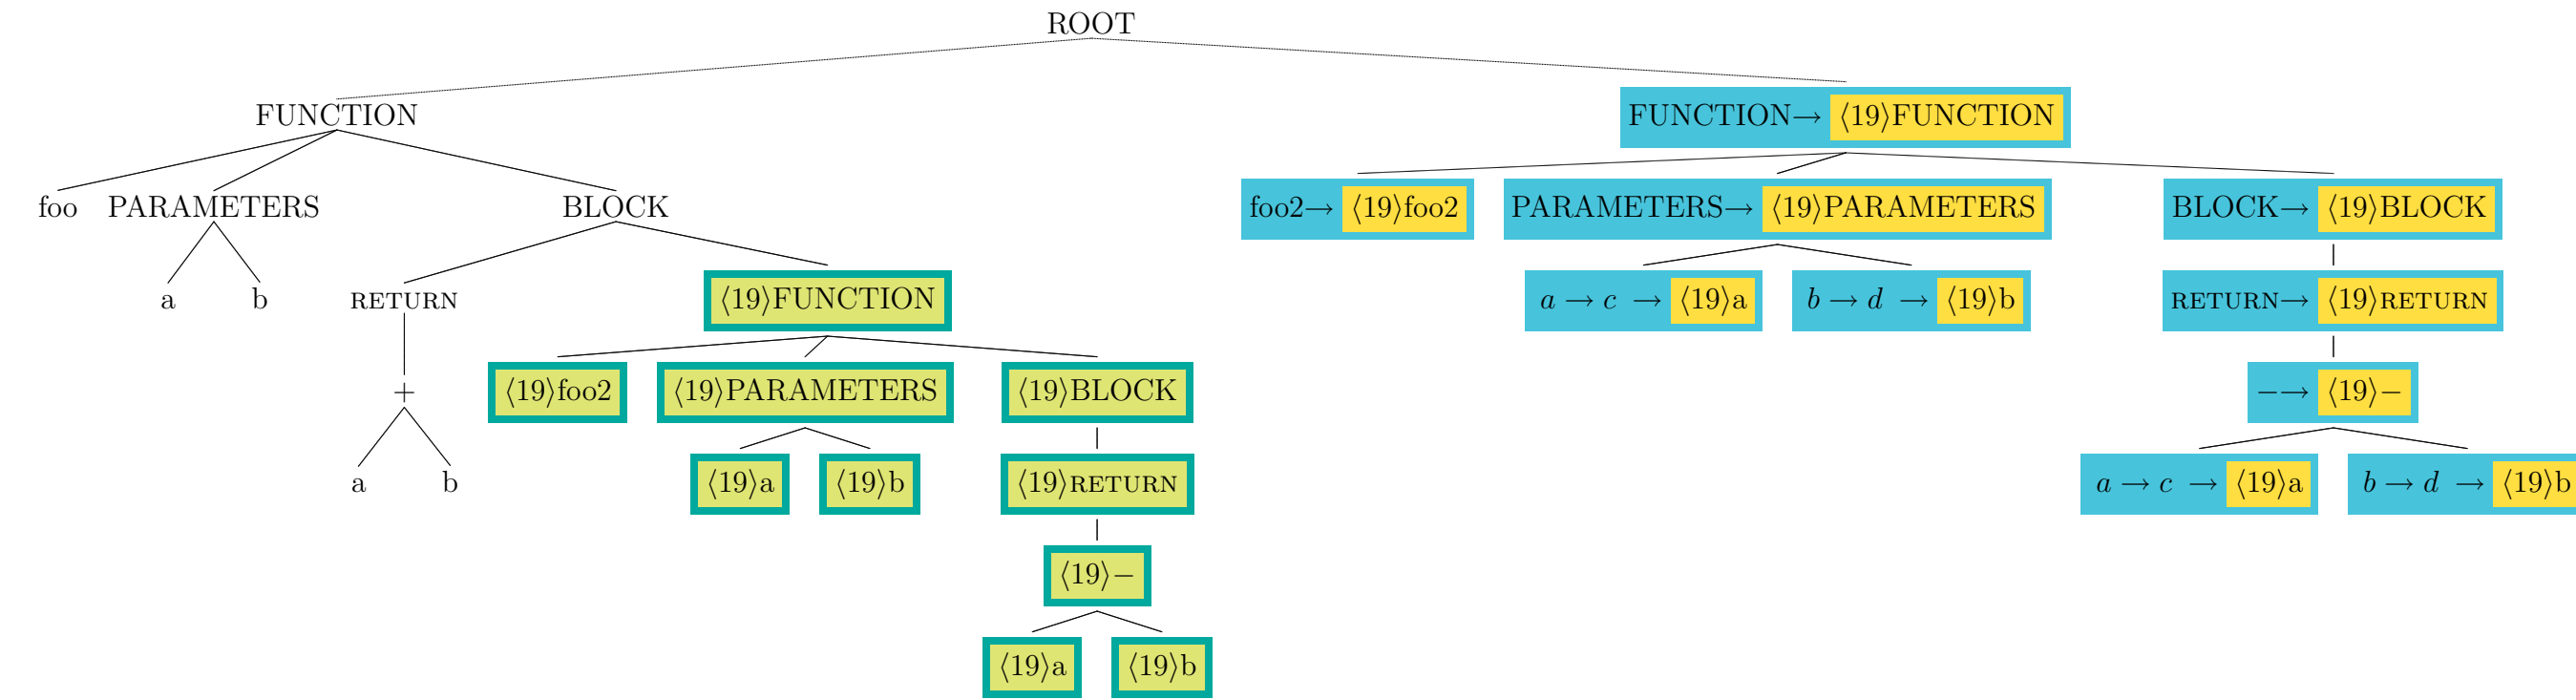 ROOT
FUNCTION FUNCTION→ ⟨19⟩FUNCTION
foo PARAMETERS BLOCK foo2→ ⟨19⟩foo2 PARAMETERS→ ⟨19⟩PARAMETERS BLOCK→ ⟨19⟩BLOCK
a b RETURN ⟨19⟩FUNCTION a → c → ⟨19⟩a b → d → ⟨19⟩b RETURN→ ⟨19⟩RETURN
+ ⟨19⟩foo2 ⟨19⟩PARAMETERS ⟨19⟩BLOCK −→ ⟨19⟩−
a b ⟨19⟩a ⟨19⟩b ⟨19⟩RETURN a → c → ⟨19⟩a b → d → ⟨19⟩b
⟨19⟩−
⟨19⟩a ⟨19⟩b